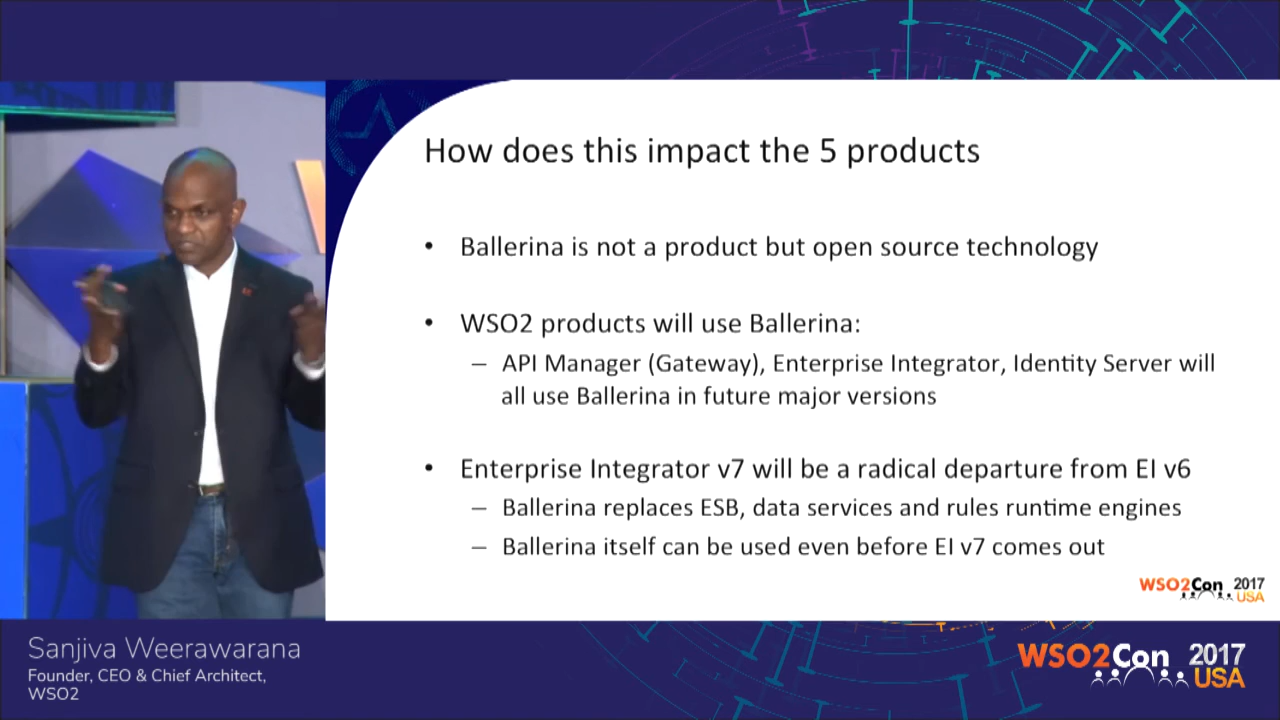 How does this impact the 5 products
• Ballerina is not a product but open source technology
• WSO2 products will use Ballerina:
– API Manager (Gateway), Enterprise Integrator, Identity Server will
all use Ballerina in future major versions
• Enterprise Integrator v7 will be a radical departure from EI v6
– Ballerina replaces ESB, data services and rules runtime engines
– Ballerina itself can be used even before EI v7 comes out
WSO2Con 2017
USA
Sanjiva Weerawarana
Founder, CEO & Chief Architect,
WSO2
WSO2Con 2017
USA